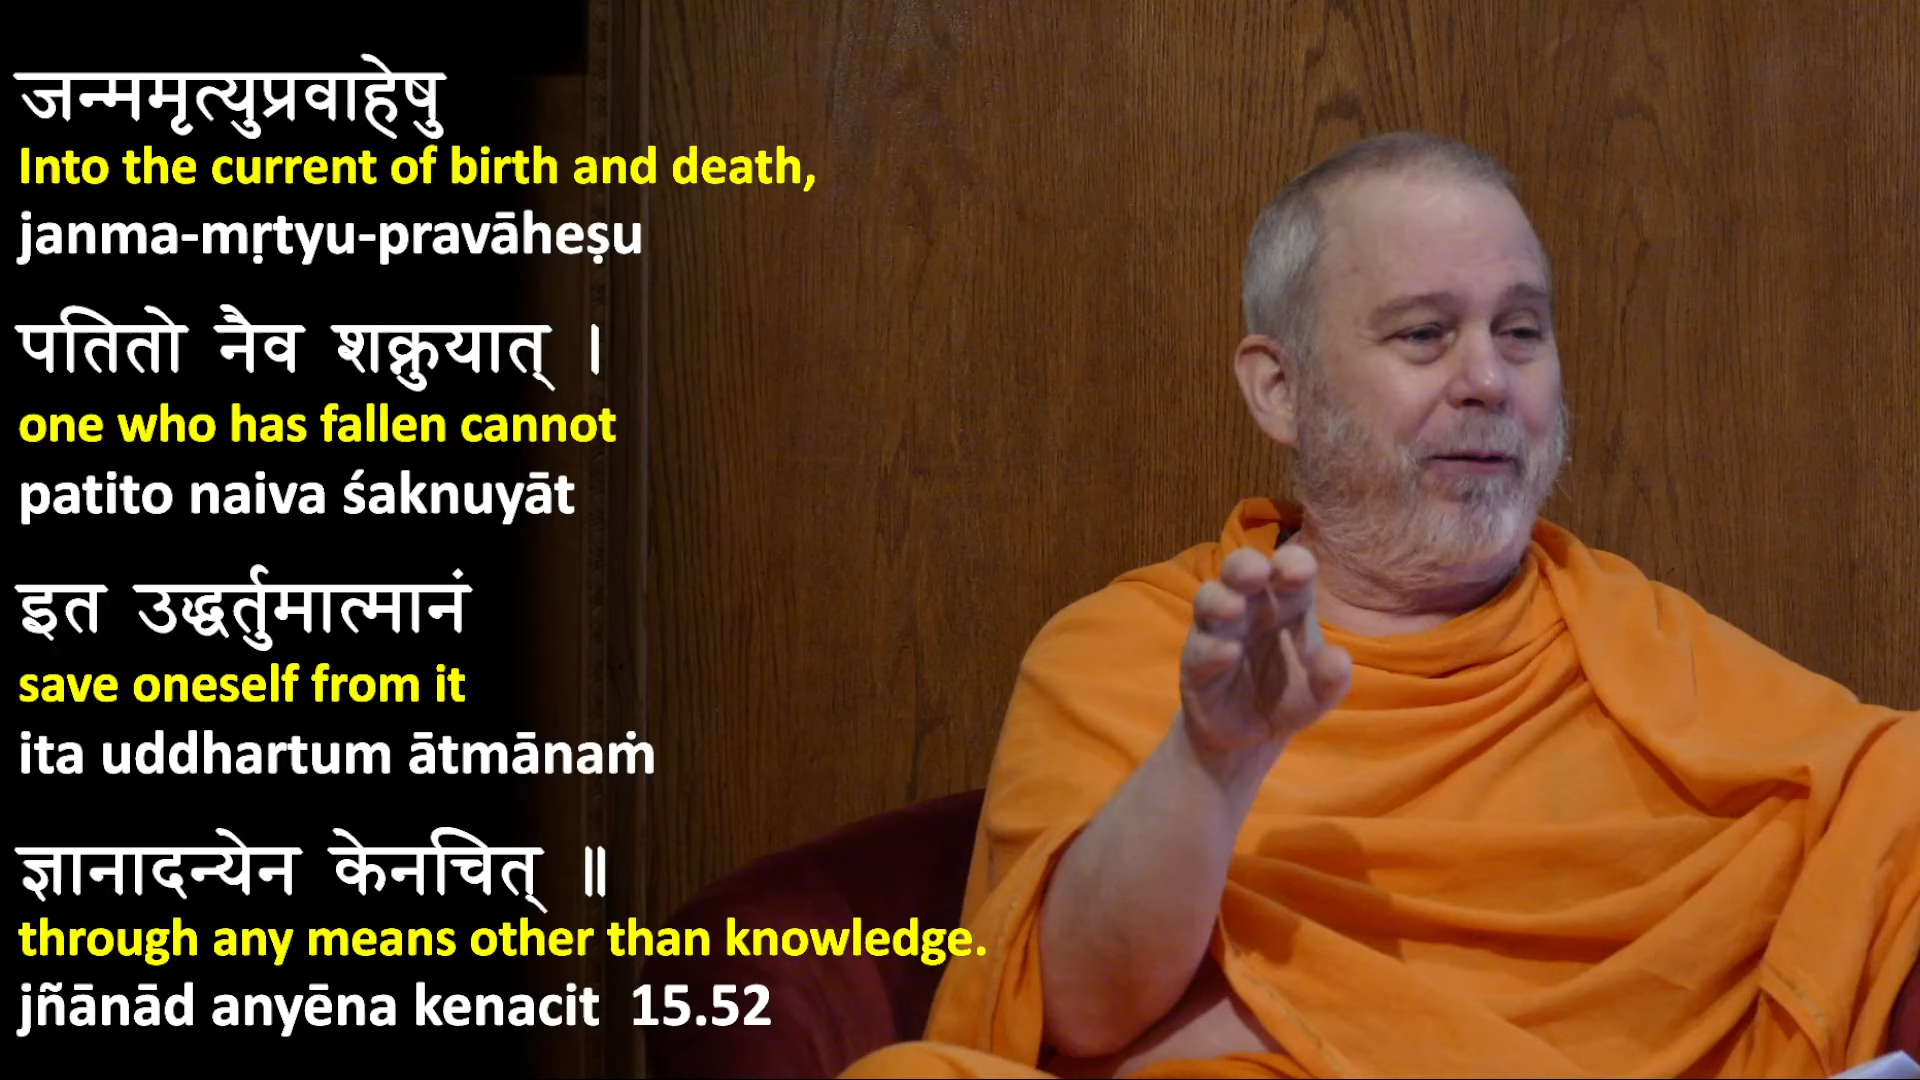 जन्ममृत्युप्रवाहेषु
Into the current of birth and death,
janma-mṛtyu-pravāheṣu
पतितो नैव शक्नुयात् ।
one who has fallen cannot
patito naiva śaknuyāt
इत उद्धर्तुमात्मानं
save oneself from it
ita uddhartum ātmānaṁ
ज्ञानादन्येन केनचित् ॥
through any means other than knowledge.
jñānād anyēna kenacit 15.52